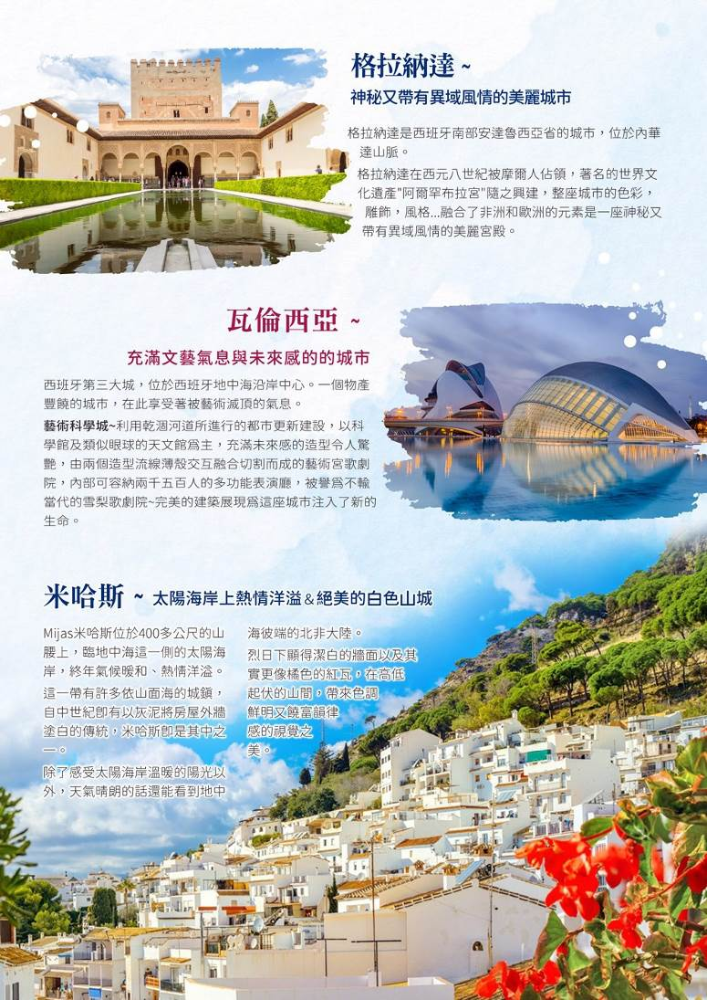 格拉納達 ~
神秘又帶有異域風情的美麗城市
格拉納達是西班牙南部安達魯西亞省的城市，位於內華
達山脈。
格拉納達在西元八世紀被摩爾人佔領，著名的世界文
化遺產"阿爾罕布拉宮"隨之興建，整座城市的色彩，
雕飾，風格...融合了非洲和歐洲的元素是一座神秘又
帶有異域風情的美麗宮殿。
瓦倫西亞 ~
充滿文藝氣息與未來感的的城市
西班牙第三大城，位於西班牙地中海沿岸中心。一個物產
豐饒的城市，在此享受著被藝術滅頂的氣息。
藝術科學城~利用乾涸河道所進行的都市更新建設，以科
學館及類似眼球的天文館為主，充滿未來感的造型令人驚
艷，由兩個造型流線薄殼交互融合切割而成的藝術宮歌劇
院，內部可容納兩千五百人的多功能表演廳，被譽為不輸
當代的雪梨歌劇院~完美的建築展現為這座城市注入了新的
生命。
米哈斯 ~ 太陽海岸上熱情洋溢＆絕美的白色山城
Mijas米哈斯位於400多公尺的山
腰上，臨地中海這一側的太陽海
岸，終年氣候暖和、熱情洋溢。
這一帶有許多依山面海的城鎮，
自中世紀即有以灰泥將房屋外牆
塗白的傳統，米哈斯即是其中之
一。
除了感受太陽海岸溫暖的陽光以
外，天氣晴朗的話還能看到地中
海彼端的北非大陸。
烈日下顯得潔白的牆面以及其
實更像橘色的紅瓦，在高低
起伏的山間，帶來色調
鮮明又饒富韻律
感的視覺之
美。